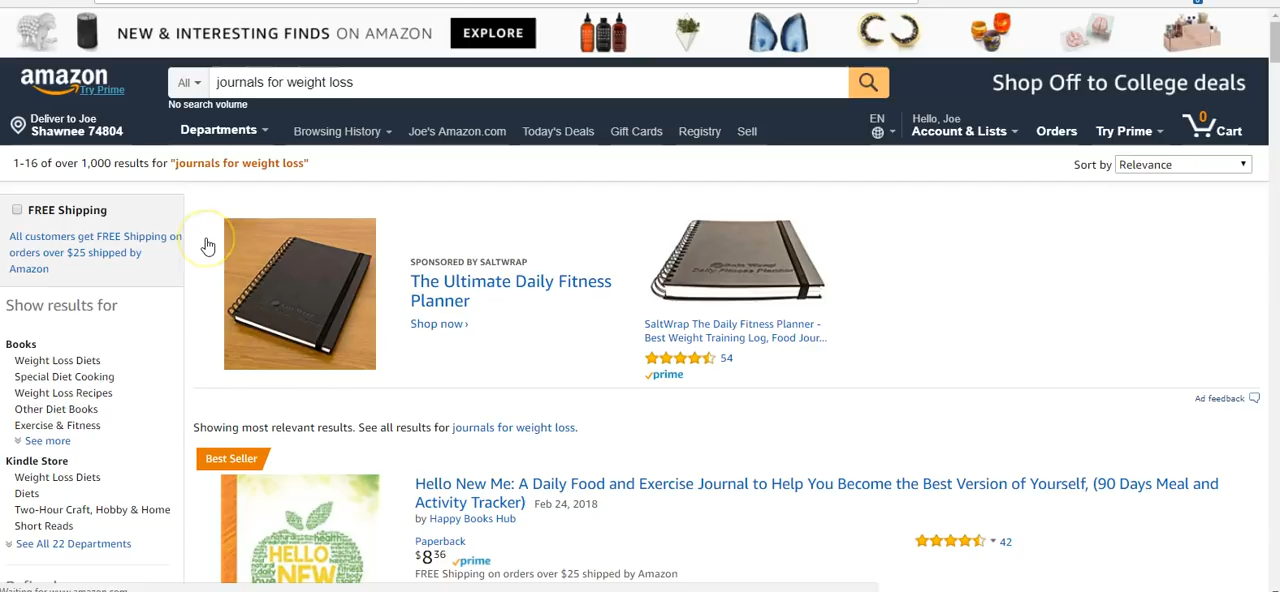 NEW & INTERESTING FINDS ON AMAZON
EXPLORE
amazon
Try Prime
All
journals for weight loss
No search volume
Shop Off to College deals
Deliver to Joe
Shawnee 74804
Departments
Browsing History
Joe's Amazon.com
Today's Deals
Gift Cards
Registry
Sell
EN
Hello, Joe
Account & Lists
Orders
Try Prime
0
Cart
1-16 of over 1,000 results for "journals for weight loss"
Sort by
Relevance
FREE Shipping
All customers get FREE Shipping on
orders over $25 shipped by
Amazon
Show results for
Books
Weight Loss Diets
Special Diet Cooking
Weight Loss Recipes
Other Diet Books
Exercise & Fitness
See more
Kindle Store
Weight Loss Diets
Diets
Two-Hour Craft, Hobby & Home
Short Reads
See All 22 Departments
SPONSORED BY SALTWRAP
The Ultimate Daily Fitness
Planner
Shop now ›
SaltWrap The Daily Fitness Planner -
Best Weight Training Log, Food Jour...
54
prime
Ad feedback
Showing most relevant results. See all results for journals for weight loss.
Best Seller
Hello New Me: A Daily Food and Exercise Journal to Help You Become the Best Version of Yourself, (90 Days Meal and
Activity Tracker) Feb 24, 2018
by Happy Books Hub
Paperback
$8 36 prime
FREE Shipping on orders over $25 shipped by Amazon
42
HELLO
NEW